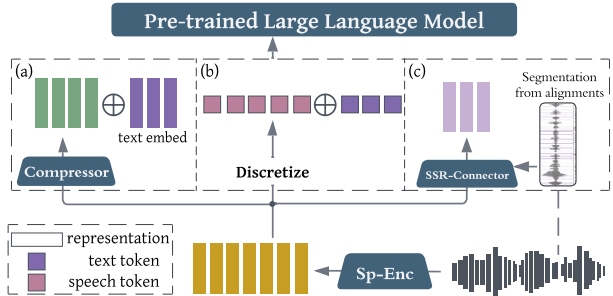 Pre-trained Large Language Model
(a)
text embed
Compressor
(b)
Discretize
(c)
Segmentation
from alignments
SSR-Connector
representation
text token
speech token
Sp-Enc